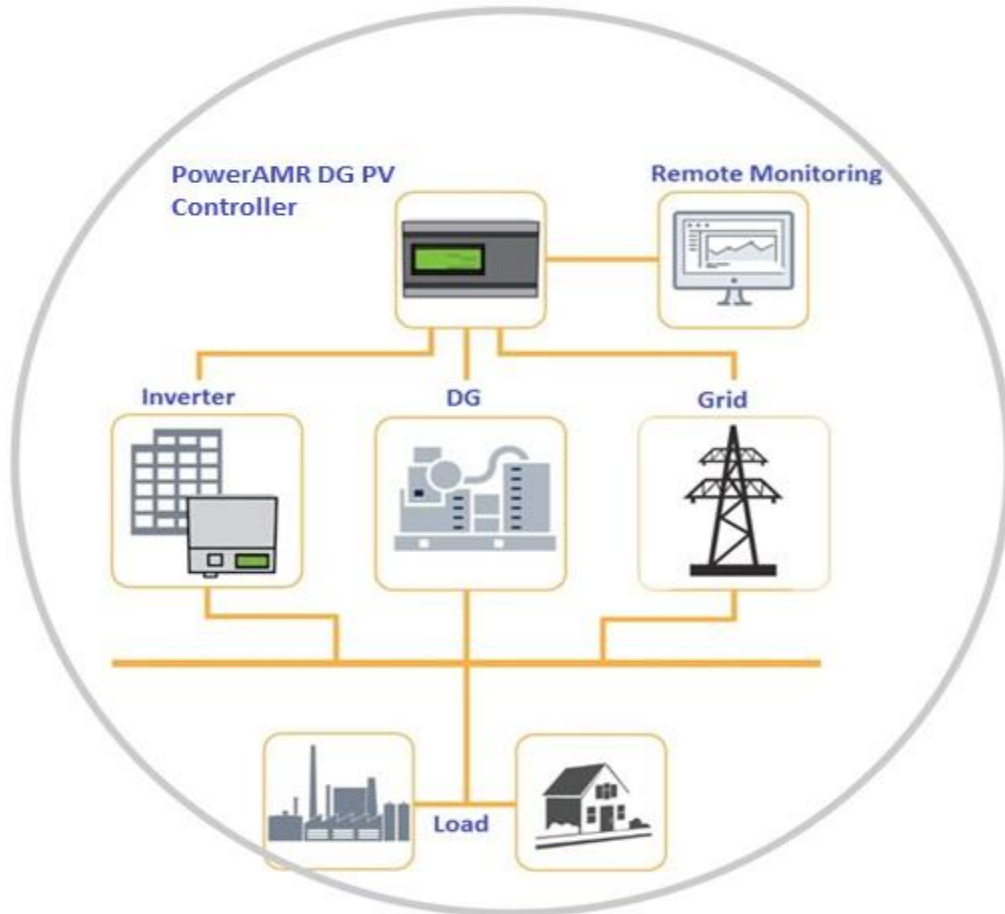 PowerAMR DG PV
Controller
Remote Monitoring
Inverter
DG
Grid
Load